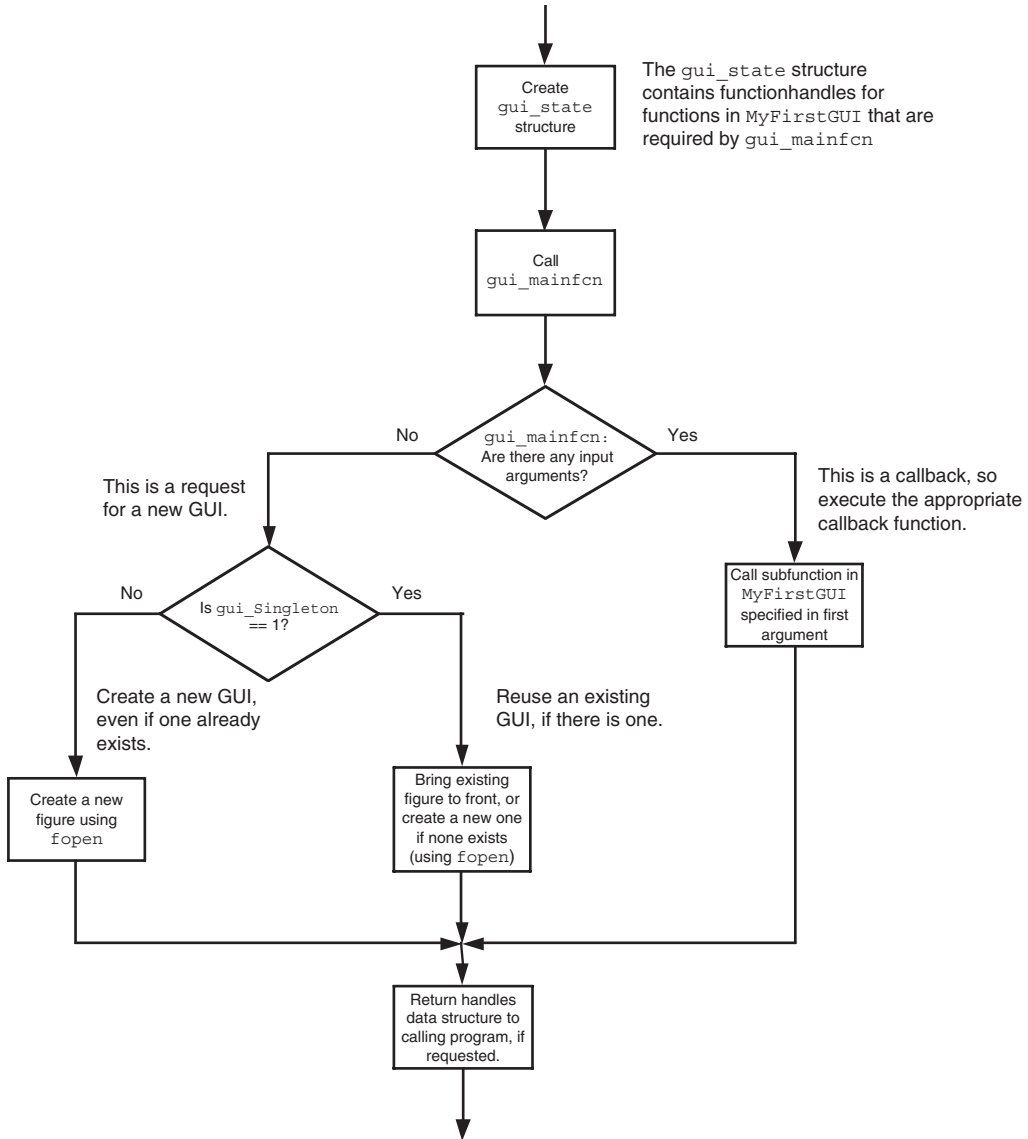 Create
gui_state
structure
The gui_state structure
contains functionhandles for
functions in MyFirstGUI that are
required by gui_mainfcn
Call
gui_mainfcn
gui_mainfcn:
Are there any input
arguments?
No
Yes
This is a request
for a new GUI.
This is a callback, so
execute the appropriate
callback function.
Is gui_Singleton
== 1?
No
Yes
Call subfunction in
MyFirstGUI
specified in first
argument
Create a new GUI,
even if one already
exists.
Reuse an existing
GUI, if there is one.
Create a new
figure using
fopen
Bring existing
figure to front, or
create a new one
if none exists
(using fopen)
Return handles
data structure to
calling program, if
requested.